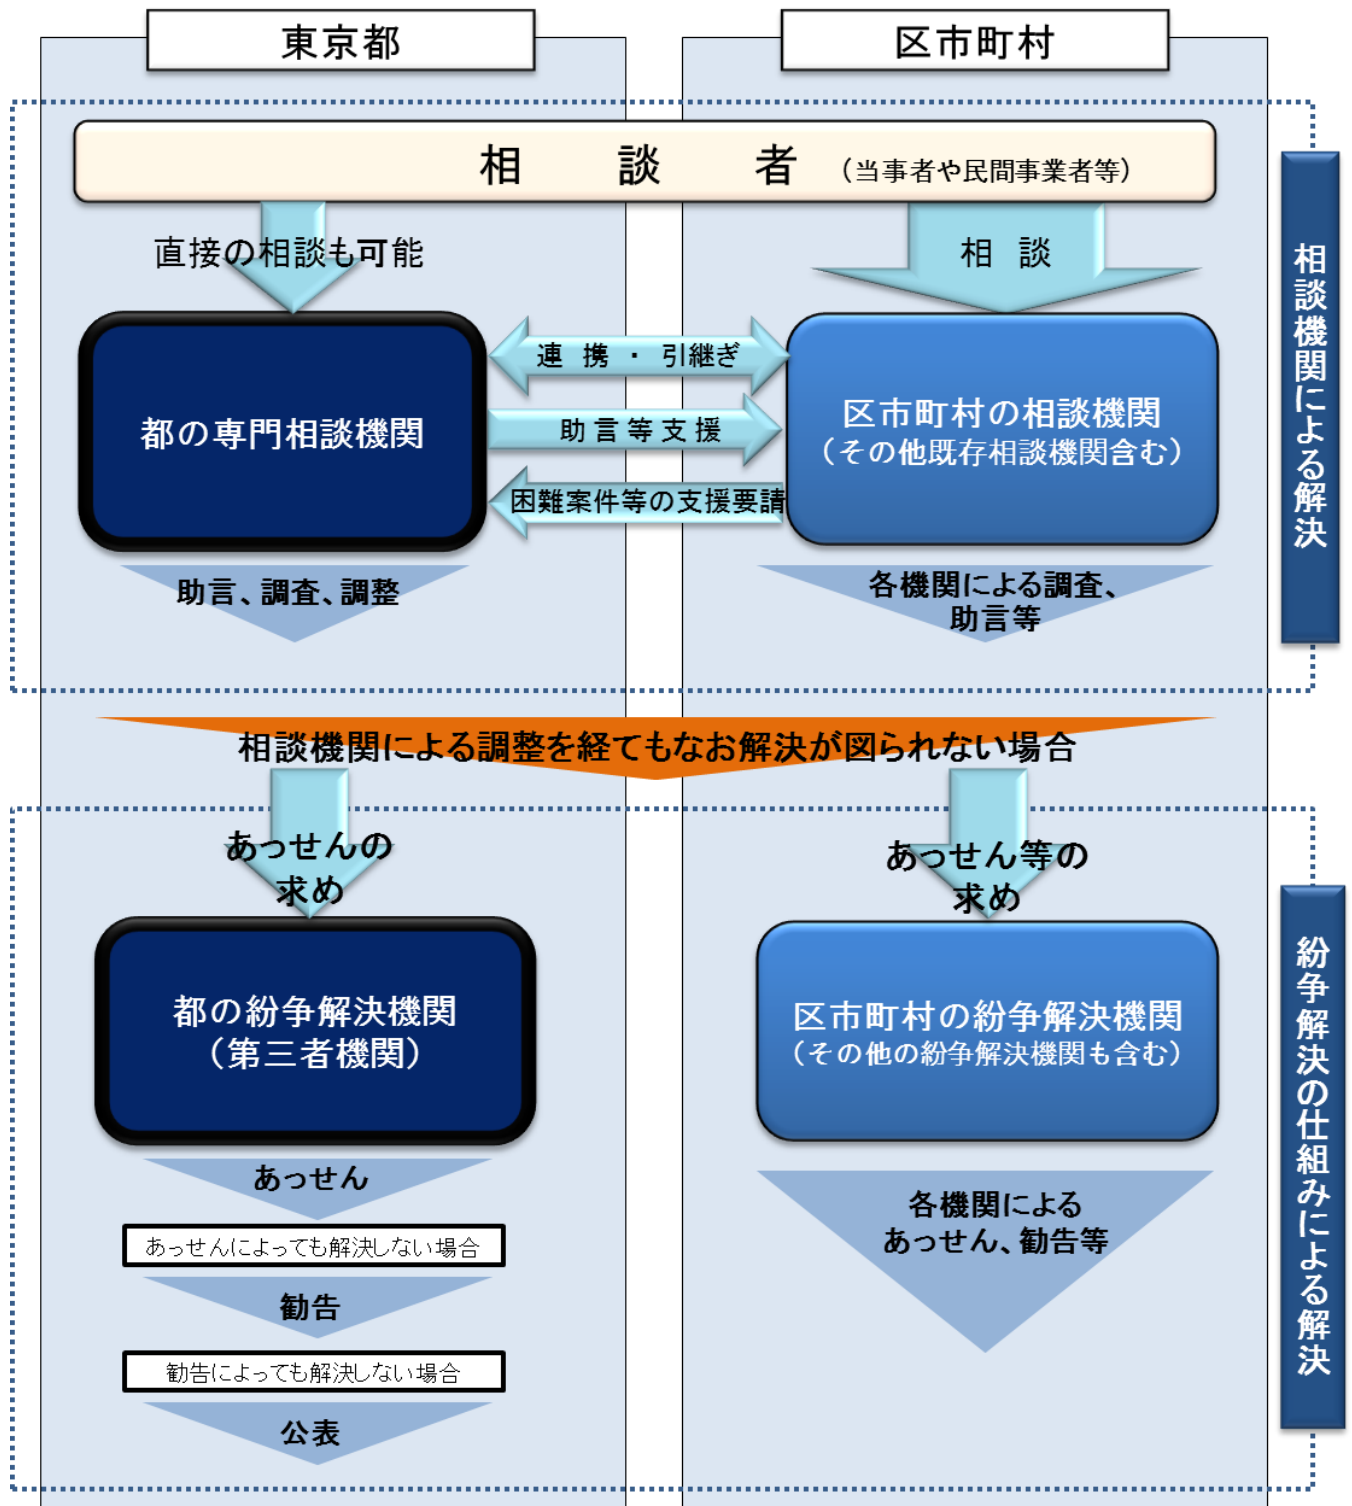 東京都
区市町村
相談者(当事者や民間事業者等)
直接の相談も可能
相談
都の専門相談機関
連携・引継ぎ
助言等支援
困難案件等の支援要請
区市町村の相談機関
(その他既存相談機関含む)
助言、調査、調整
各機関による調査、
助言等
相談機関による解決
相談機関による調整を経てもなお解決が図られない場合
あっせんの
求め
あっせん等の
求め
都の紛争解決機関
(第三者機関)
区市町村の紛争解決機関
(その他の紛争解決機関も含む)
あっせん
あっせんによっても解決しない場合
勧告
勧告によっても解決しない場合
公表
各機関による
あっせん、勧告等
紛争解決の仕組みによる解決